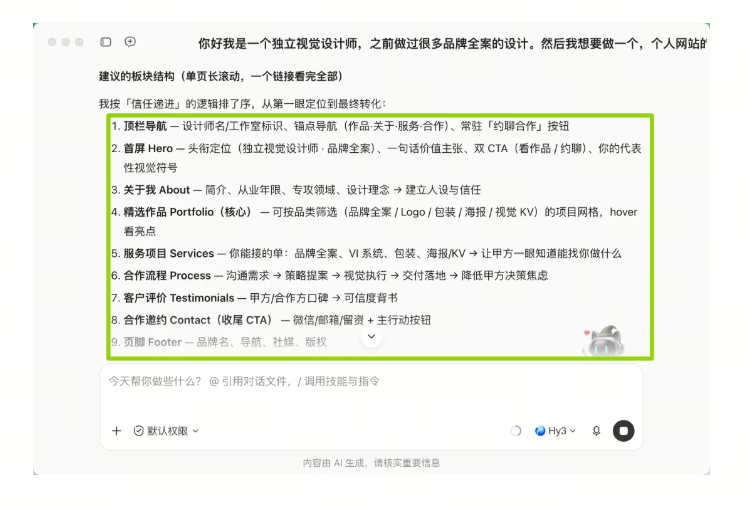 你好我是一个独立视觉设计师，之前做过很多品牌全案的设计。然后我想要做一个，个人网站的
建议的板块结构（单页长滚动，一个链接看完全部）
我按「信任递进」的逻辑排了序，从第一眼定位到最终转化：
1. 顶栏导航 — 设计师名/工作室标识、锚点导航（作品·关于·服务·合作）、常驻「约聊合作」按钮
2. 首屏 Hero — 头衔定位（独立视觉设计师 · 品牌全案）、一句话价值主张、双 CTA（看作品 / 约聊）、你的代表
性视觉符号
3. 关于我 About — 简介、从业年限、专攻领域、设计理念 → 建立人设与信任
4. 精选作品 Portfolio（核心） — 可按品类筛选（品牌全案 / Logo / 包装 / 海报 / 视觉 KV）的项目网格，hover
看亮点
5. 服务项目 Services — 你能接的单：品牌全案、VI 系统、包装、海报/KV → 让甲方一眼知道能找你做什么
6. 合作流程 Process — 沟通需求 → 策略提案 → 视觉执行 → 交付落地 → 降低甲方决策焦虑
7. 客户评价 Testimonials — 甲方/合作方口碑 → 可信度背书
8. 合作邀约 Contact（收尾 CTA） — 微信/邮箱/留资 + 主行动按钮
9. 页脚 Footer — 品牌名、导航、社媒、版权
今天帮你做些什么？ @ 引用对话文件，/ 调用技能与指令
默认权限
Hy3
内容由 AI 生成，请核实重要信息